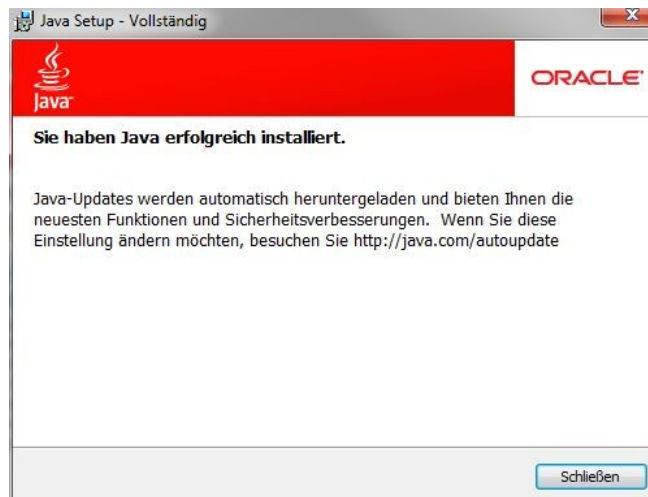 Java Setup - Vollständig
Java
ORACLE
Sie haben Java erfolgreich installiert.
Java-Updates werden automatisch heruntergeladen und bieten Ihnen die
neuesten Funktionen und Sicherheitsverbesserungen. Wenn Sie diese
Einstellung ändern möchten, besuchen Sie http://java.com/autoupdate
Schließen